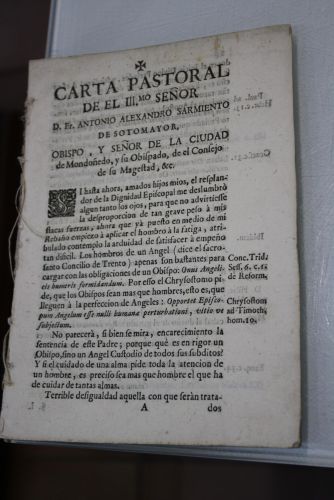 ✠
CARTA PASTORAL
DE EL Ill.MO SEÑOR
D. Fr. ANTONIO ALEXANDRO SARMIENTO
DE SOTOMAYOR,
OBISPO, Y SEÑOR DE LA CIUDAD
de Mondoñedo, y su Obispado, de el Consejo
de su Magestad, &c.
SI hasta ahora, amados hijos mios, el resplan-
dor de la Dignidad Episcopal me deslumbrò
algun tanto los ojos, para que no advirtiesse
la desproporcion de tan grave peso à mis
flacas fuerzas, ahora que yà puesto en medio de mi
Rebaño empiezo à aplicar el hombro à la fatiga, atri-
bulado contemplo la arduidad de satisfacer à empeño
tan dificil. Los hombros de un Angel (dice el sacro-
santo Concilio de Trento) apenas son bastantes para
cargar con las obligaciones de un Obispo: Onus Angeli-
cis humeris formidandum. Por esso el Chrysostomo pi-
de, que los Obispos sean mas que hombres, esto es, que
lleguen à la perfeccion de Angeles: Opportet Episco-
pum Angelum esse nulli humanæ perturbationi, vitio ve
subjectum.
Conc. Trid.
Ses. 6. c. 1.
de Reform.
Chrysostom
ad Timoth.
hom. 10.
No parecerà, si bien se mira, encarecimiento la
sentencia de este Padre; porque què es en rigor un
Obispo, sino un Angel Custodio de todos sus subditos?
Y si el cuidado de una alma pide toda la atencion de
un hombre, es preciso sea mas que hombre el que ha
de cuidar de tantas almas.
Terrible desigualdad aquella con que seràn trata-
A
dos